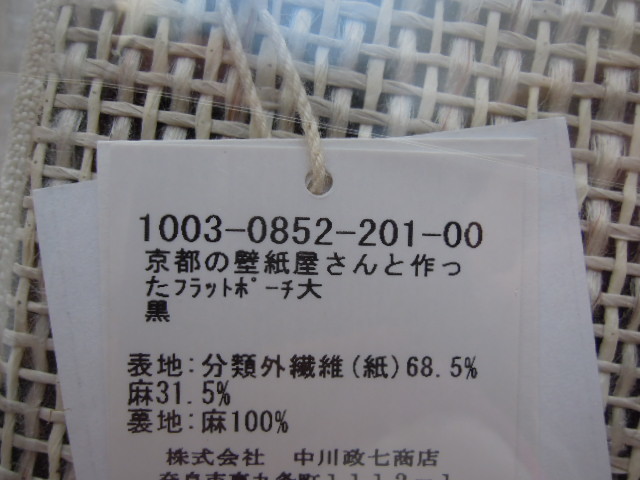 1003-0852-201-00
京都の壁紙屋さんと作っ
たﾌﾗｯﾄﾎﾟｰﾁ大
黒
表地:分類外繊維(紙)68.5%
麻31.5%
裏地:麻100%
株式会社　中川政七商店